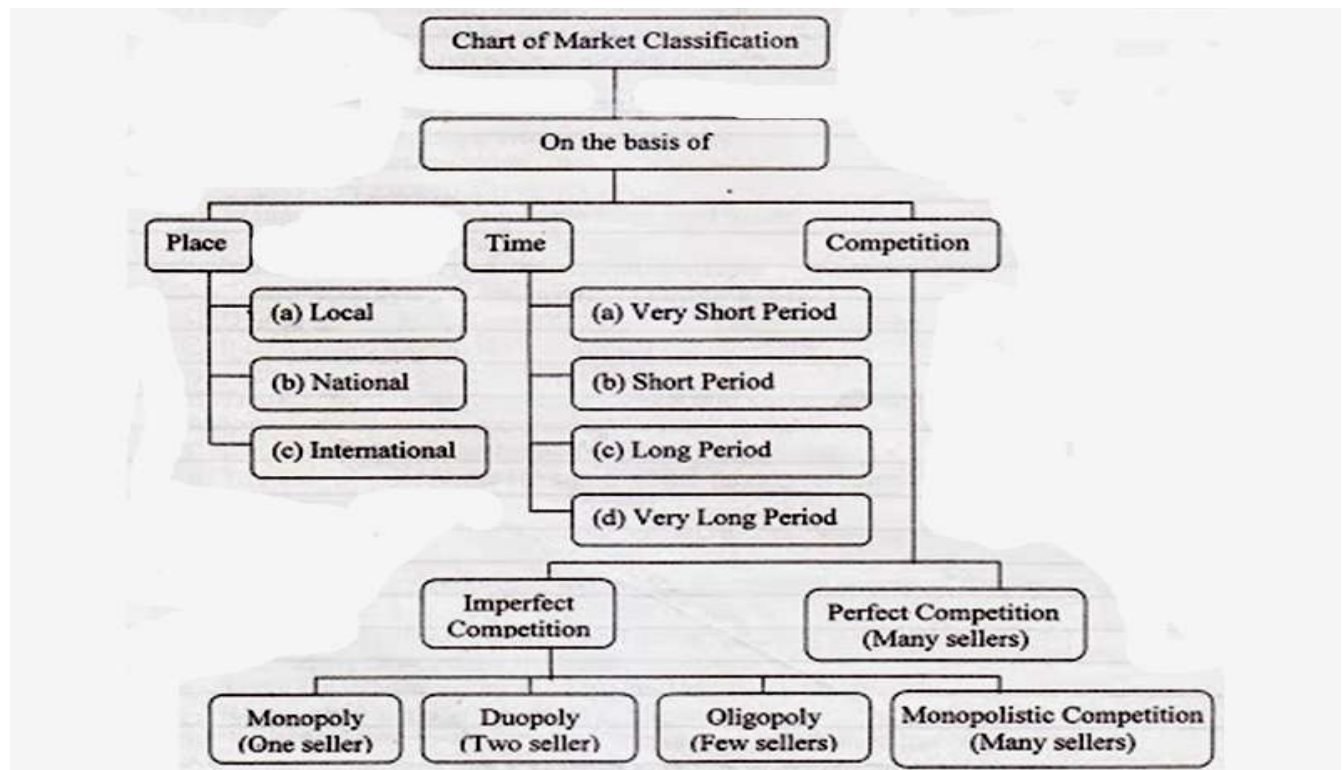 Chart of Market Classification
On the basis of
Place
Time
Competition
(a) Local
(a) Very Short Period
(b) National
(b) Short Period
(c) International
(c) Long Period
(d) Very Long Period
Imperfect
Competition
Perfect Competition
(Many sellers)
Monopoly
(One seller)
Duopoly
(Two seller)
Oligopoly
(Few sellers)
Monopolistic Competition
(Many sellers)